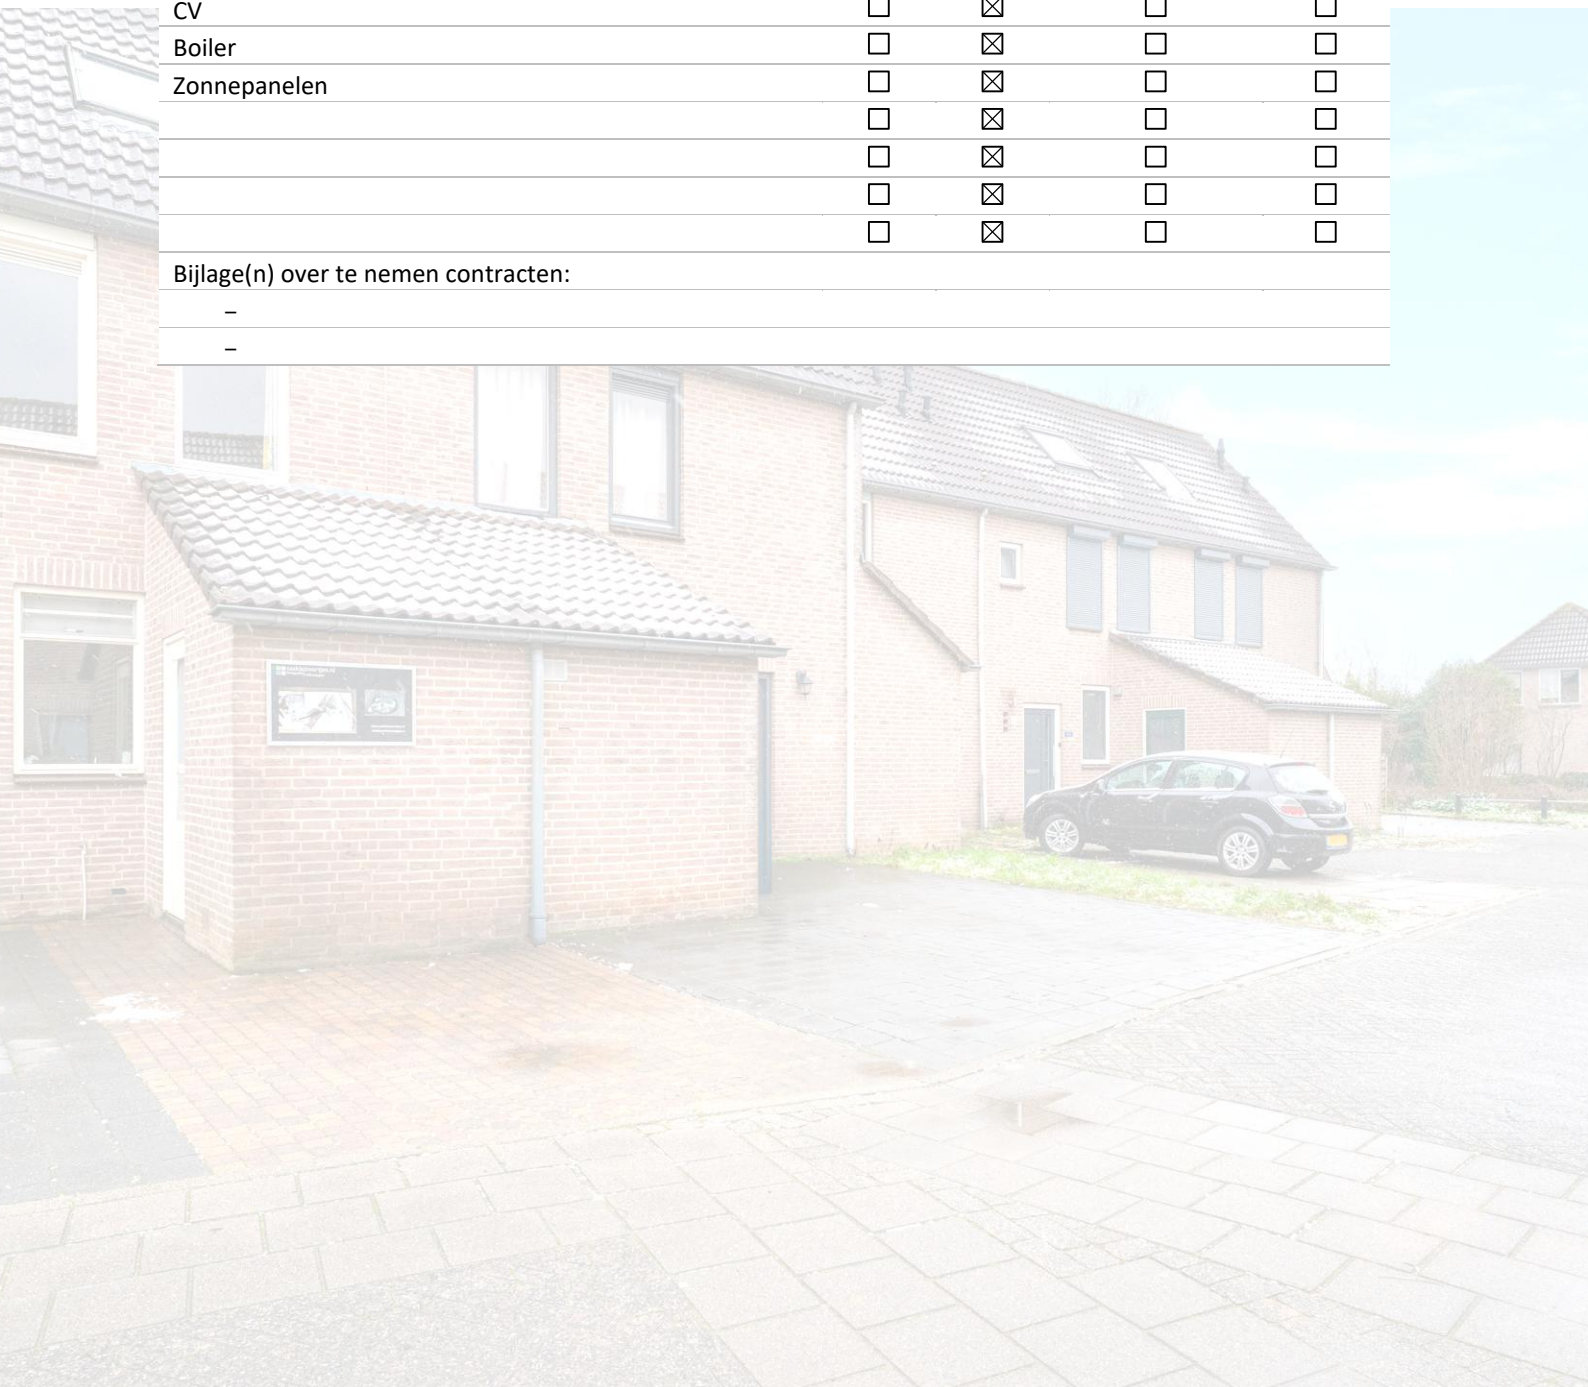 CV ☐ ☒ ☐ ☐
Boiler ☐ ☒ ☐ ☐
Zonnepanelen ☐ ☒ ☐ ☐
☐ ☒ ☐ ☐
☐ ☒ ☐ ☐
☐ ☒ ☐ ☐
☐ ☒ ☐ ☐
Bijlage(n) over te nemen contracten:
–
–